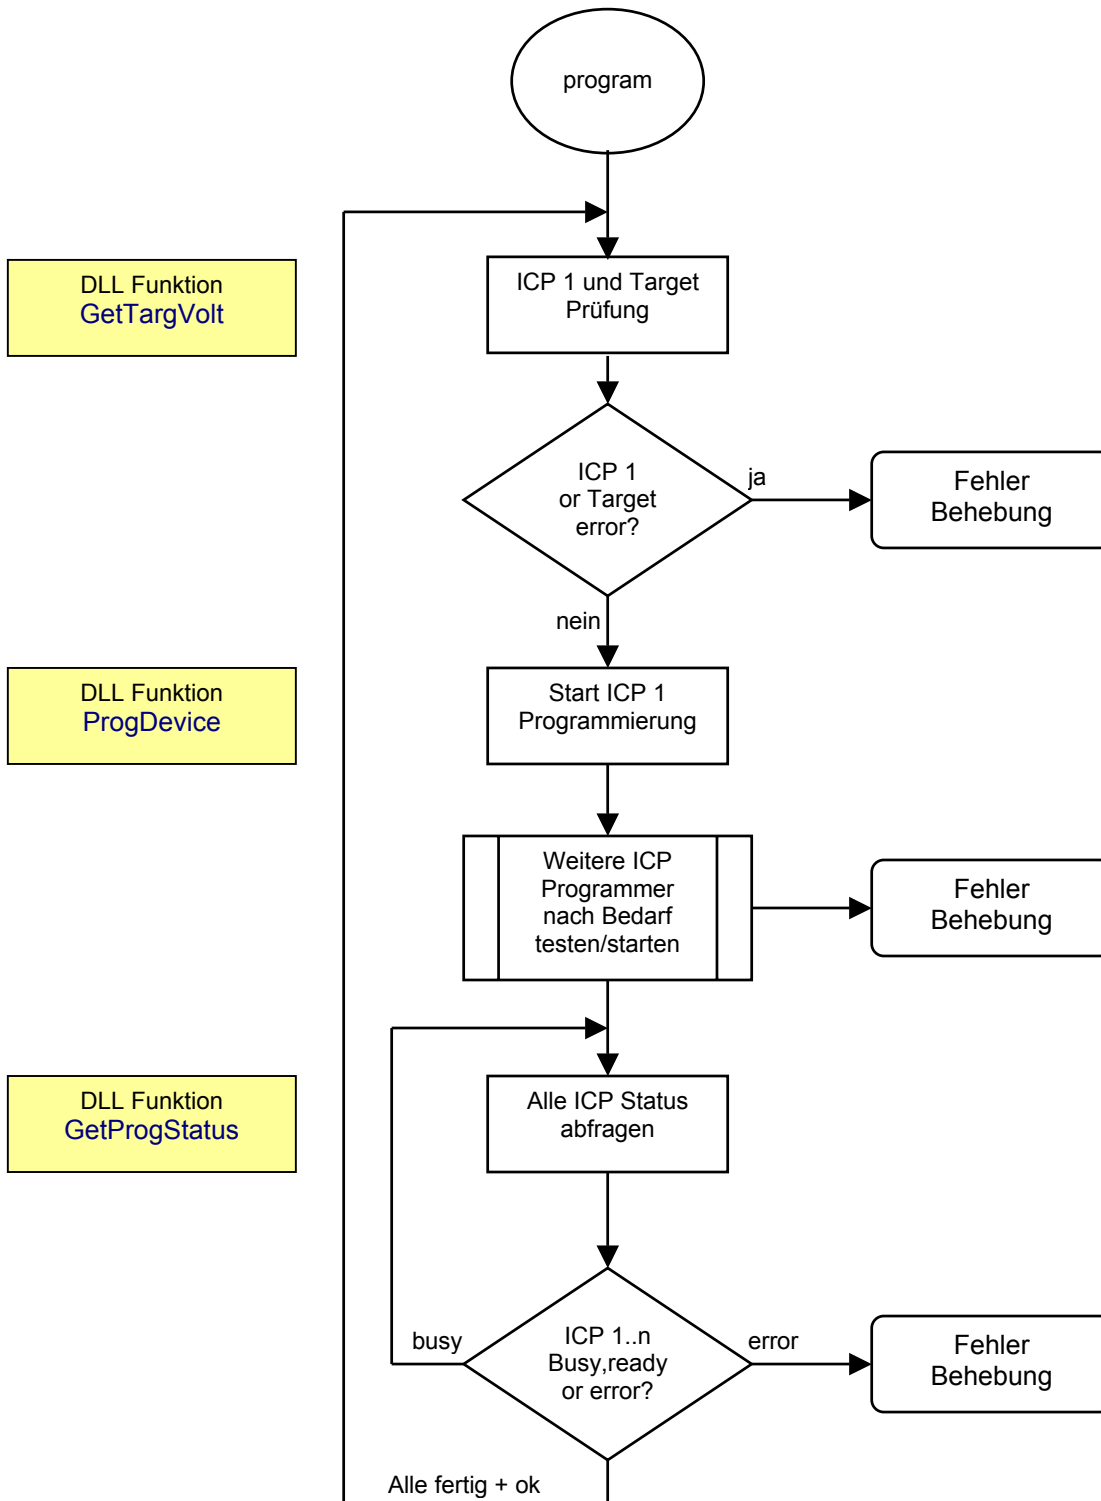 program
DLL Funktion
GetTargVolt
ICP 1 und Target
Prüfung
ICP 1
or Target
error?
ja
Fehler
Behebung
nein
DLL Funktion
ProgDevice
Start ICP 1
Programmierung
Weitere ICP
Programmer
nach Bedarf
testen/starten
Fehler
Behebung
DLL Funktion
GetProgStatus
Alle ICP Status
abfragen
busy
ICP 1..n
Busy,ready
or error?
error
Fehler
Behebung
Alle fertig + ok